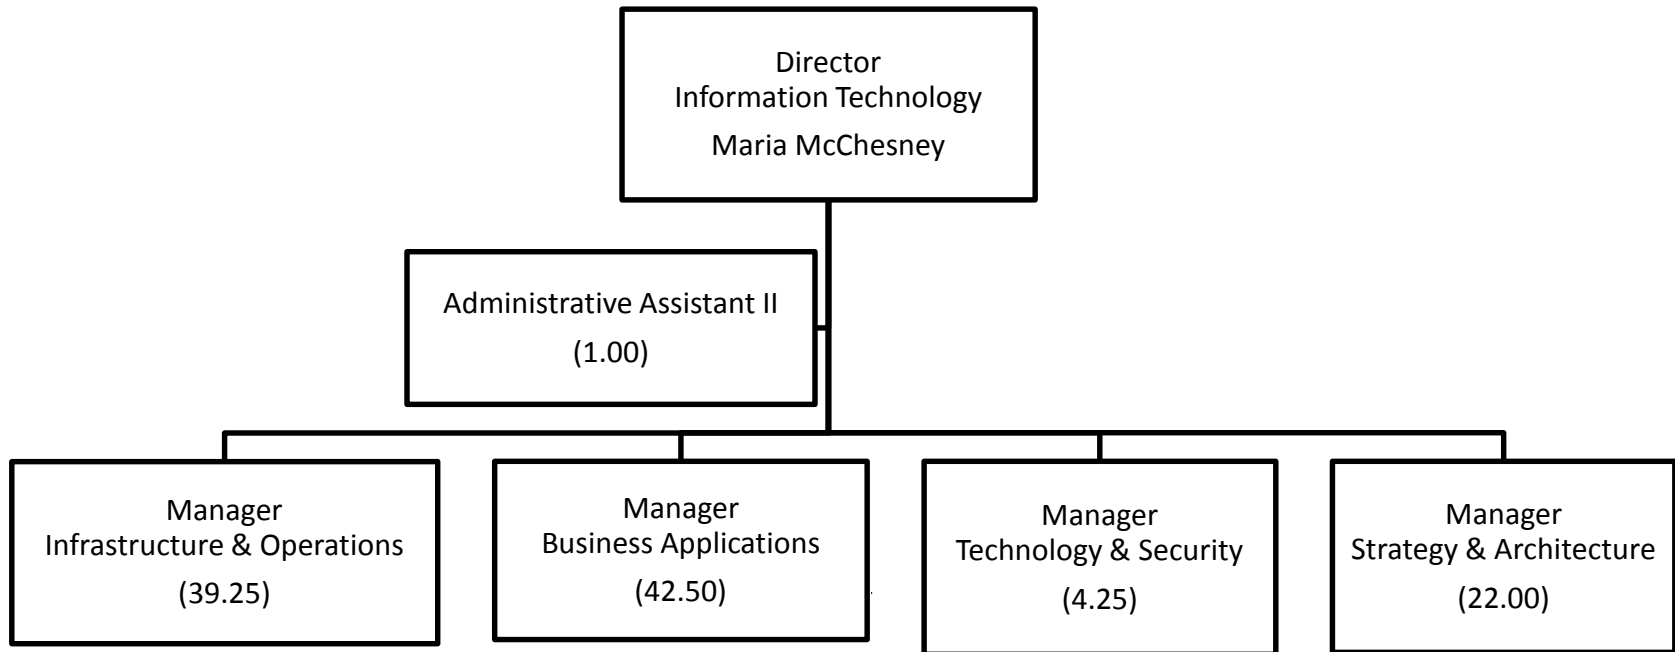 Director
Information Technology
Maria McChesney
Administrative Assistant II
(1.00)
Manager
Infrastructure & Operations
(39.25)
Manager
Business Applications
(42.50)
Manager
Technology & Security
(4.25)
Manager
Strategy & Architecture
(22.00)